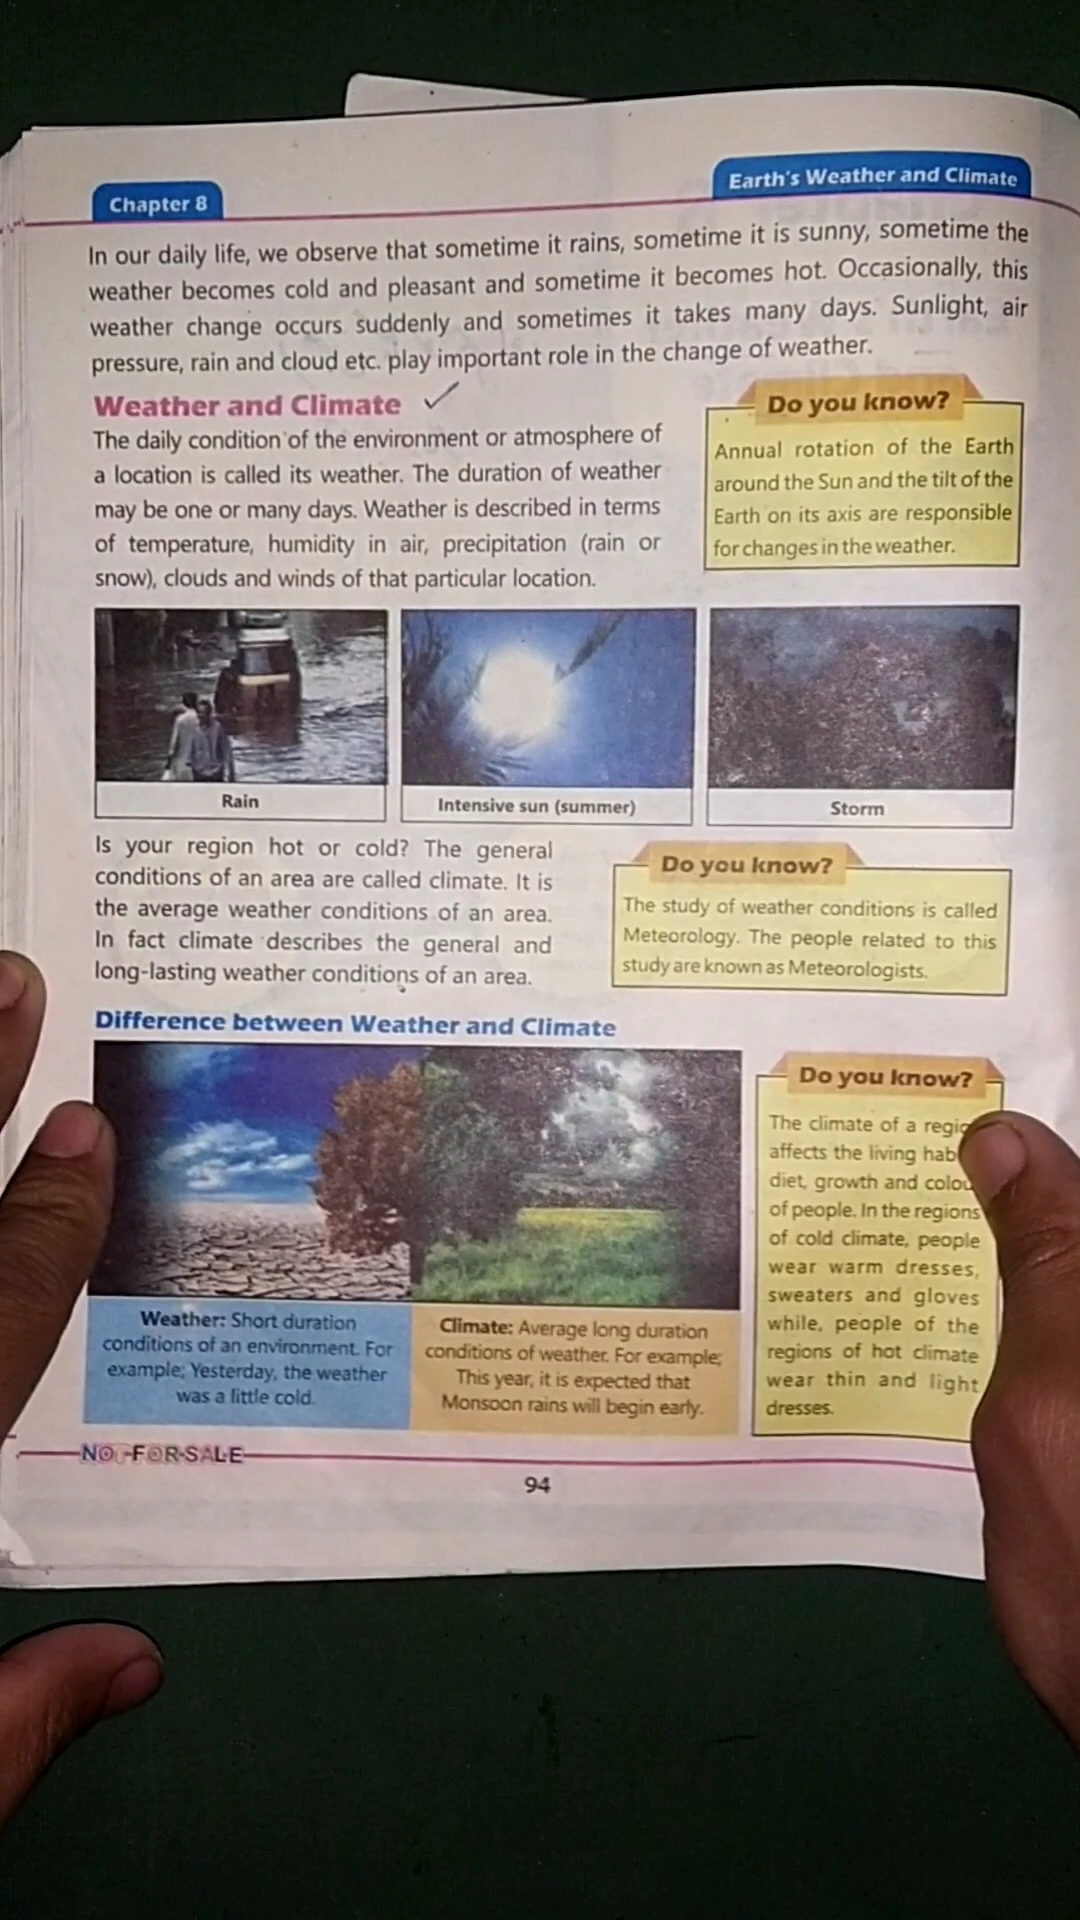 Chapter 8
Earth's Weather and Climate
In our daily life, we observe that sometime it rains, sometime it is sunny, sometime the
weather becomes cold and pleasant and sometime it becomes hot. Occasionally, this
weather change occurs suddenly and sometimes it takes many days. Sunlight, air
pressure, rain and cloud etc. play important role in the change of weather.
Weather and Climate
The daily condition of the environment or atmosphere of
a location is called its weather. The duration of weather
may be one or many days. Weather is described in terms
of temperature, humidity in air, precipitation (rain or
snow), clouds and winds of that particular location.
Do you know?
Annual rotation of the Earth
around the Sun and the tilt of the
Earth on its axis are responsible
for changes in the weather.
Rain
Intensive sun (summer)
Storm
Is your region hot or cold? The general
conditions of an area are called climate. It is
the average weather conditions of an area.
In fact climate describes the general and
long-lasting weather conditions of an area.
Do you know?
The study of weather conditions is called
Meteorology. The people related to this
study are known as Meteorologists.
Difference between Weather and Climate
Weather: Short duration
conditions of an environment. For
example; Yesterday, the weather
was a little cold.
Climate: Average long duration
conditions of weather. For example;
This year, it is expected that
Monsoon rains will begin early.
Do you know?
The climate of a
affects the living
diet, growth and
of people. In the regions
of cold climate, people
wear warm dresses,
sweaters and gloves
while, people of the
regions of hot climate
wear thin and light
dresses.
NOT-FOR-SALE
94